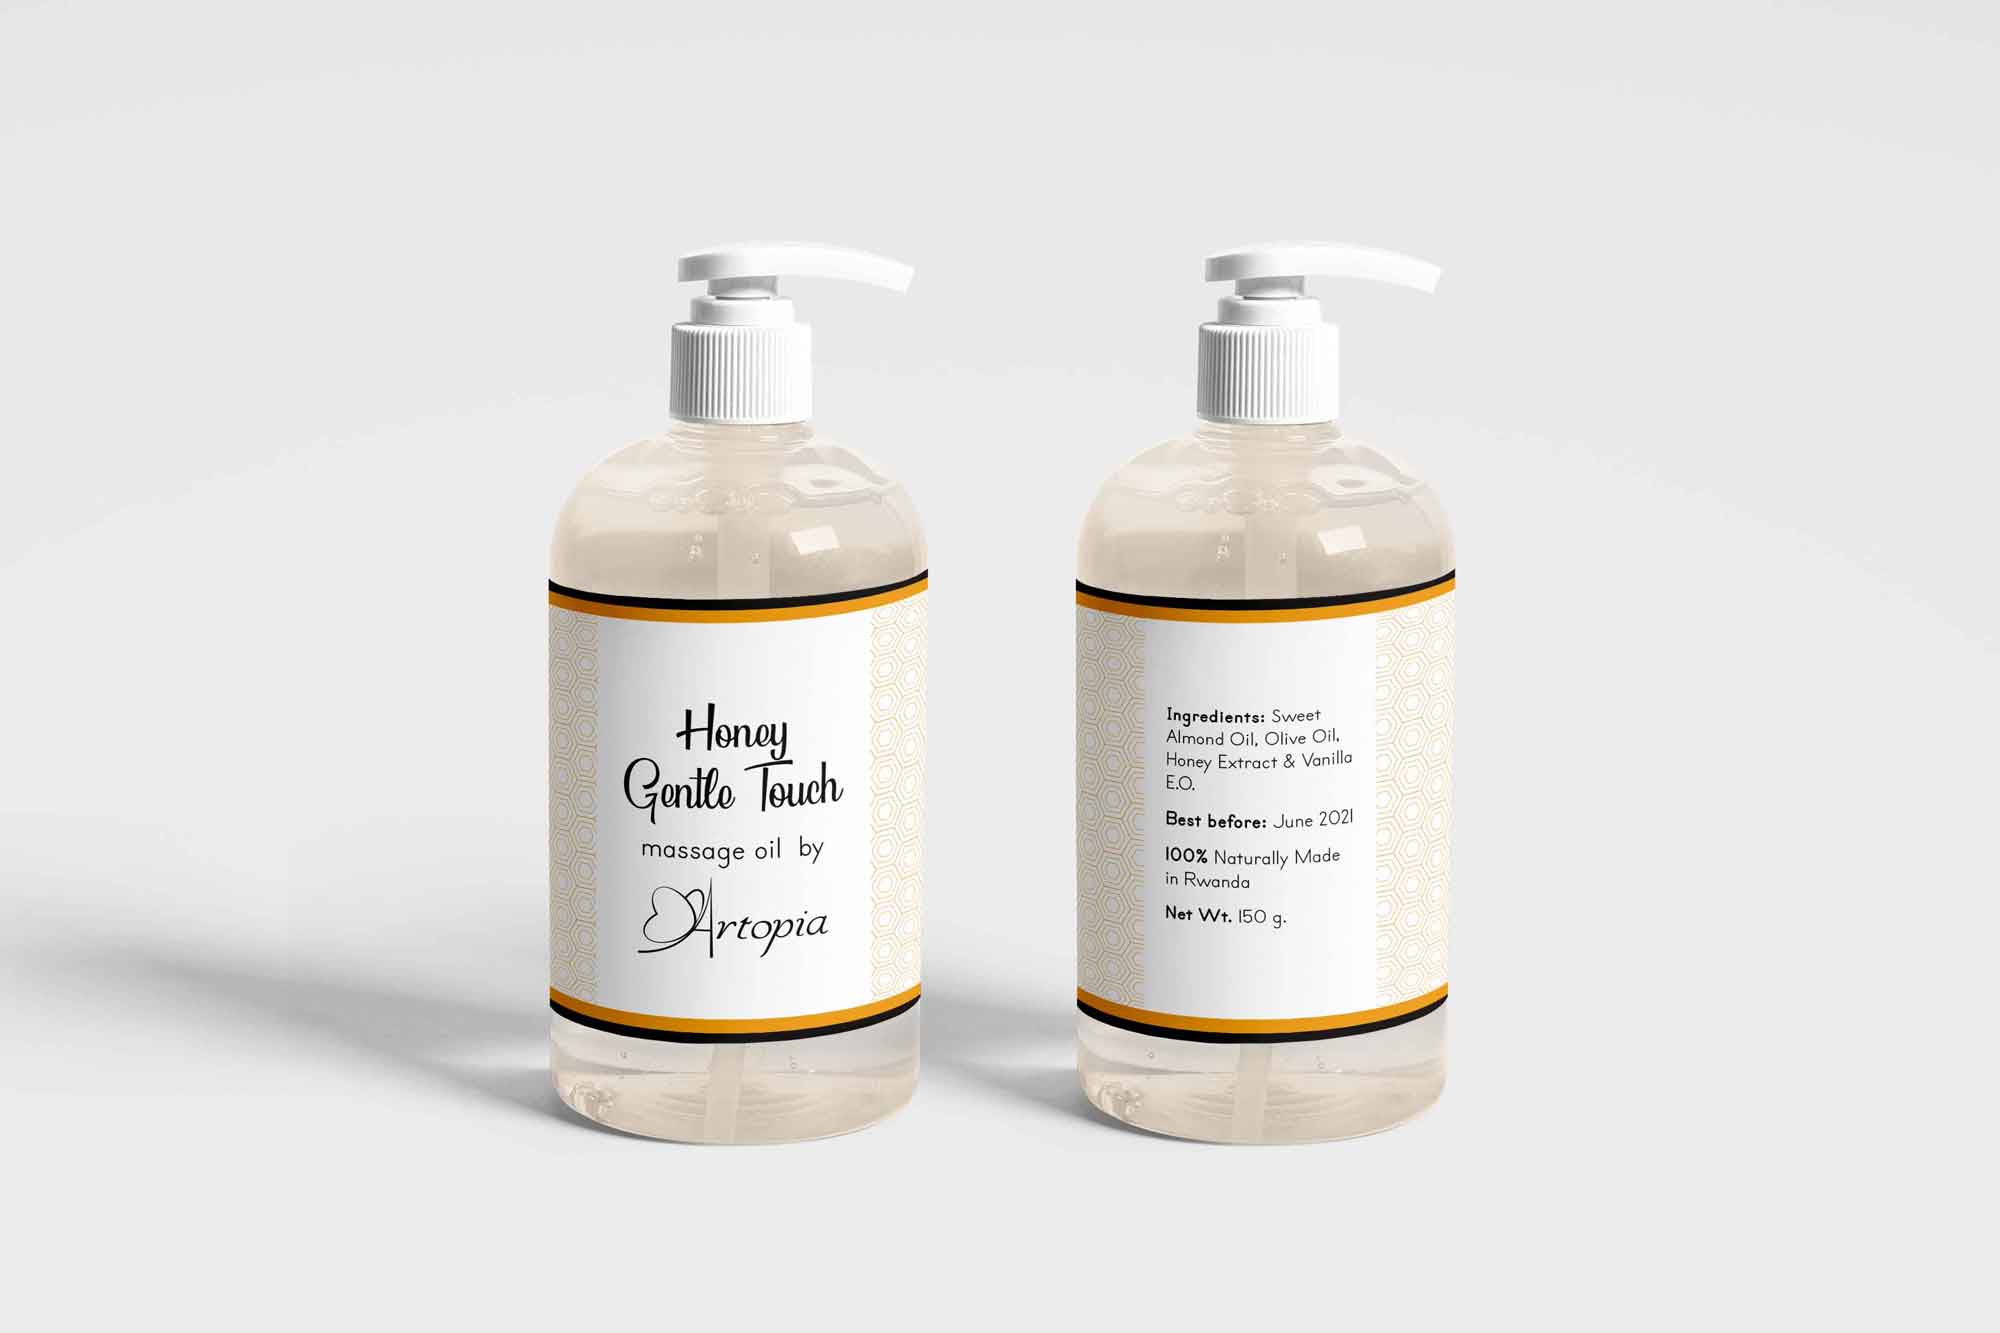 Honey
Gentle Touch
massage oil by
Artopia
Ingredients: Sweet
Almond Oil, Olive Oil,
Honey Extract & Vanilla
E.O.
Best before: June 2021
100% Naturally Made
in Rwanda
Net Wt. 150 g.